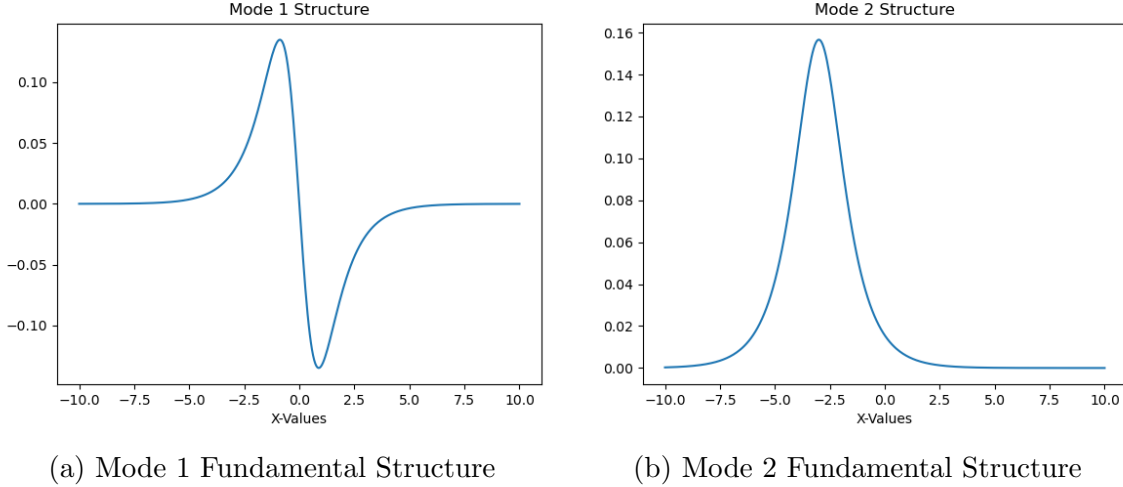 Mode 1 Structure
0.10
0.05
0.00
−0.05
−0.10
−10.0 −7.5 −5.0 −2.5 0.0 2.5 5.0 7.5 10.0
X-Values
(a) Mode 1 Fundamental Structure
Mode 2 Structure
0.16
0.14
0.12
0.10
0.08
0.06
0.04
0.02
0.00
−10.0 −7.5 −5.0 −2.5 0.0 2.5 5.0 7.5 10.0
X-Values
(b) Mode 2 Fundamental Structure